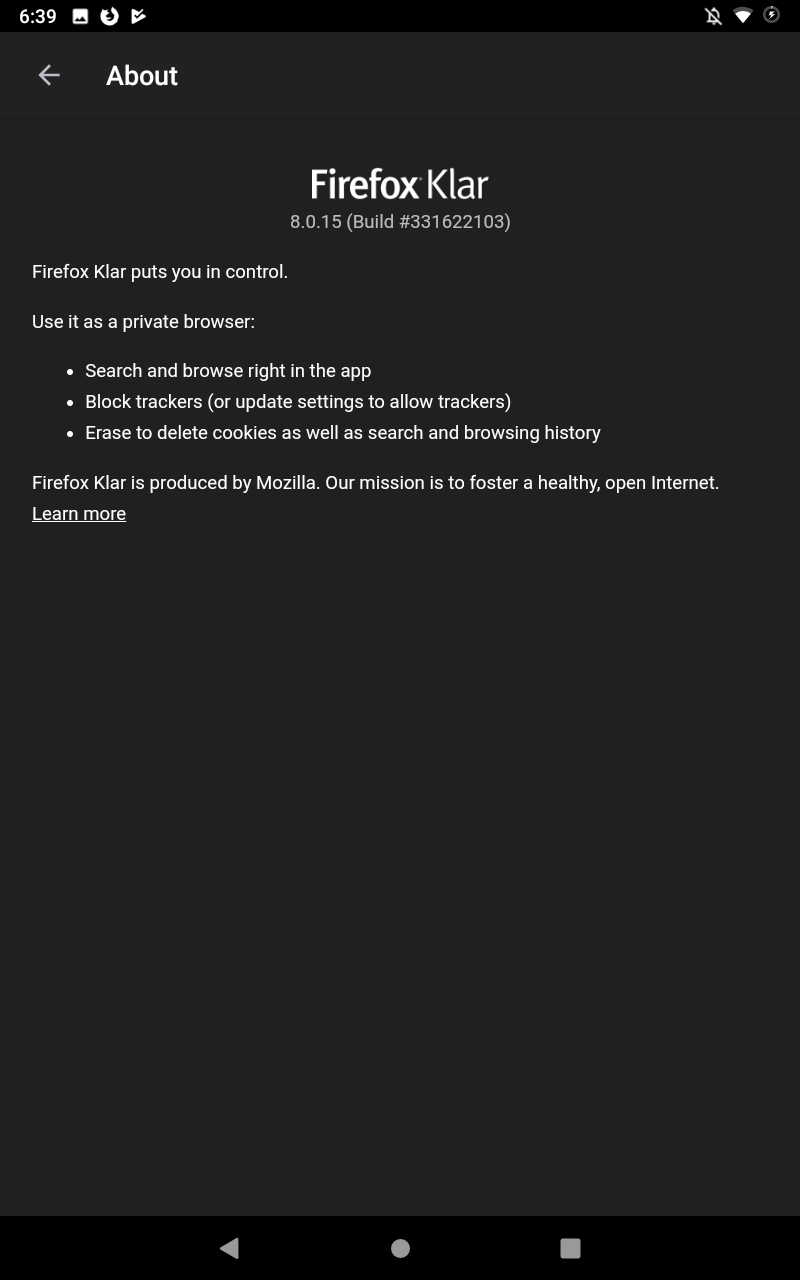 6:39
About
Firefox Klar
8.0.15 (Build #331622103)
Firefox Klar puts you in control.
Use it as a private browser:
• Search and browse right in the app
• Block trackers (or update settings to allow trackers)
• Erase to delete cookies as well as search and browsing history
Firefox Klar is produced by Mozilla. Our mission is to foster a healthy, open Internet.
Learn more